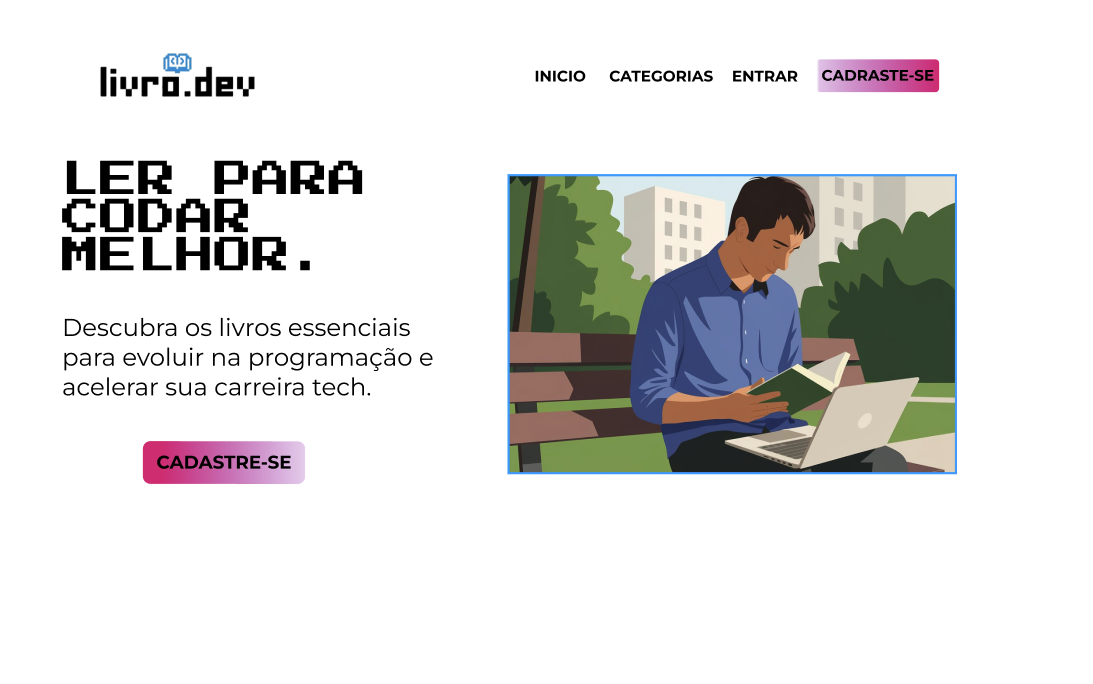 livro.dev
INICIO CATEGORIAS ENTRAR CADRASTE-SE
LER PARA
CODAR
MELHOR.
Descubra os livros essenciais
para evoluir na programação e
acelerar sua carreira tech.
CADASTRE-SE